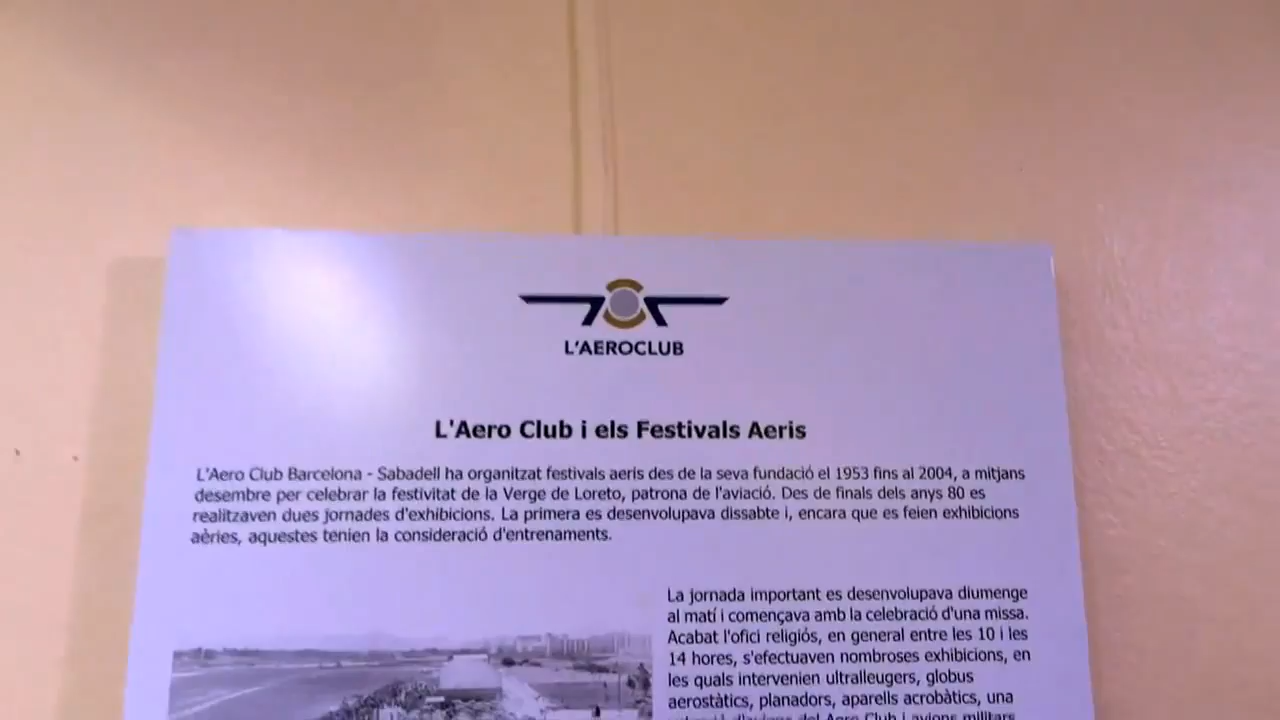 L'AEROCLUB
L'Aero Club i els Festivals Aeris
L'Aero Club Barcelona - Sabadell ha organitzat festivals aeris des de la seva fundació el 1953 fins al 2004, a mitjans
desembre per celebrar la festivitat de la Verge de Loreto, patrona de l'aviació. Des de finals dels anys 80 es
realitzaven dues jornades d'exhibicions. La primera es desenvolupava dissabte i, encara que es feien exhibicions
aèries, aquestes tenien la consideració d'entrenaments.
La jornada important es desenvolupava diumenge
al matí i començava amb la celebració d'una missa.
Acabat l'ofici religiós, en general entre les 10 i les
14 hores, s'efectuaven nombroses exhibicions, en
les quals intervenien ultralleugers, globus
aerostàtics, planadors, aparells acrobàtics, una
del Aero Club i avions militars